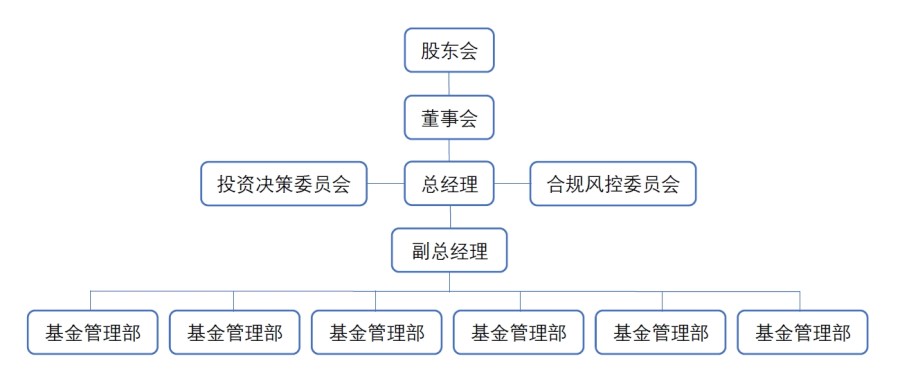 股东会
董事会
投资决策委员会
总经理
合规风控委员会
副总经理
基金管理部
基金管理部
基金管理部
基金管理部
基金管理部
基金管理部